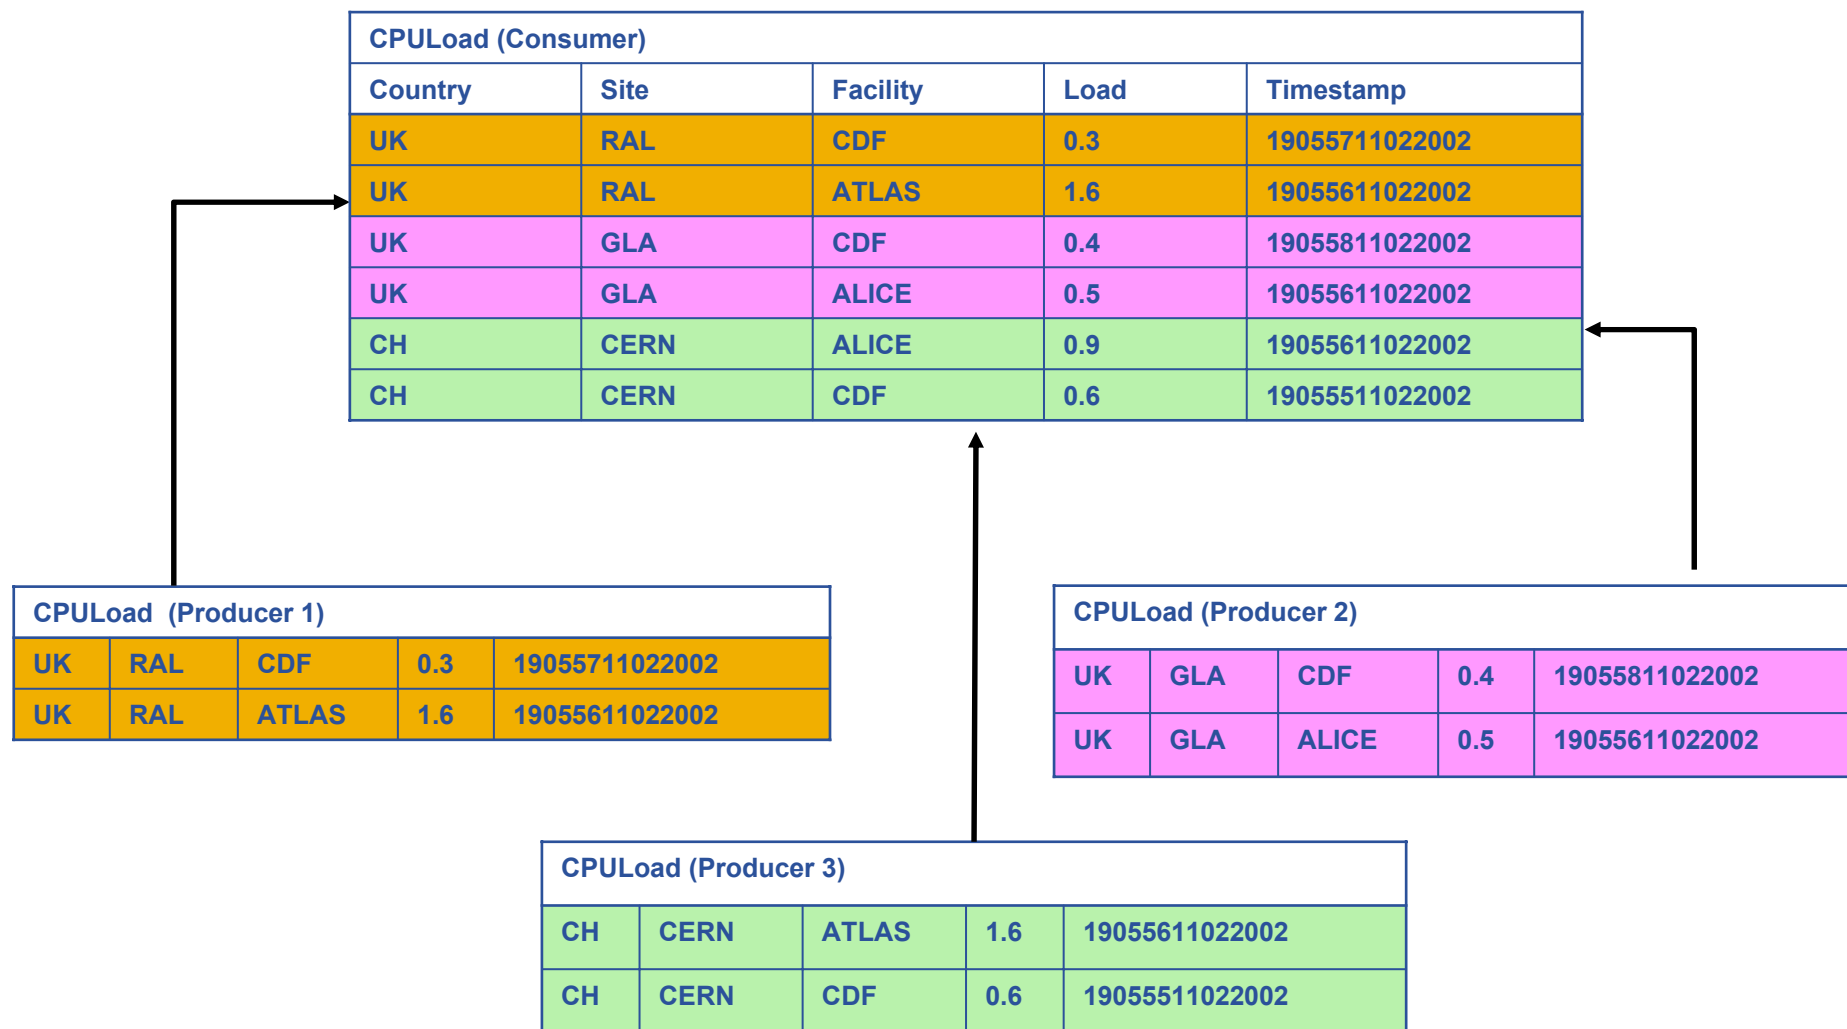 CPULoad (Consumer)
Country Site Facility Load Timestamp
UK RAL CDF 0.3 19055711022002
UK RAL ATLAS 1.6 19055611022002
UK GLA CDF 0.4 19055811022002
UK GLA ALICE 0.5 19055611022002
CH CERN ALICE 0.9 19055611022002
CH CERN CDF 0.6 19055511022002
CPULoad (Producer 1)
UK RAL CDF 0.3 19055711022002
UK RAL ATLAS 1.6 19055611022002
CPULoad (Producer 2)
UK GLA CDF 0.4 19055811022002
UK GLA ALICE 0.5 19055611022002
CPULoad (Producer 3)
CH CERN ATLAS 1.6 19055611022002
CH CERN CDF 0.6 19055511022002